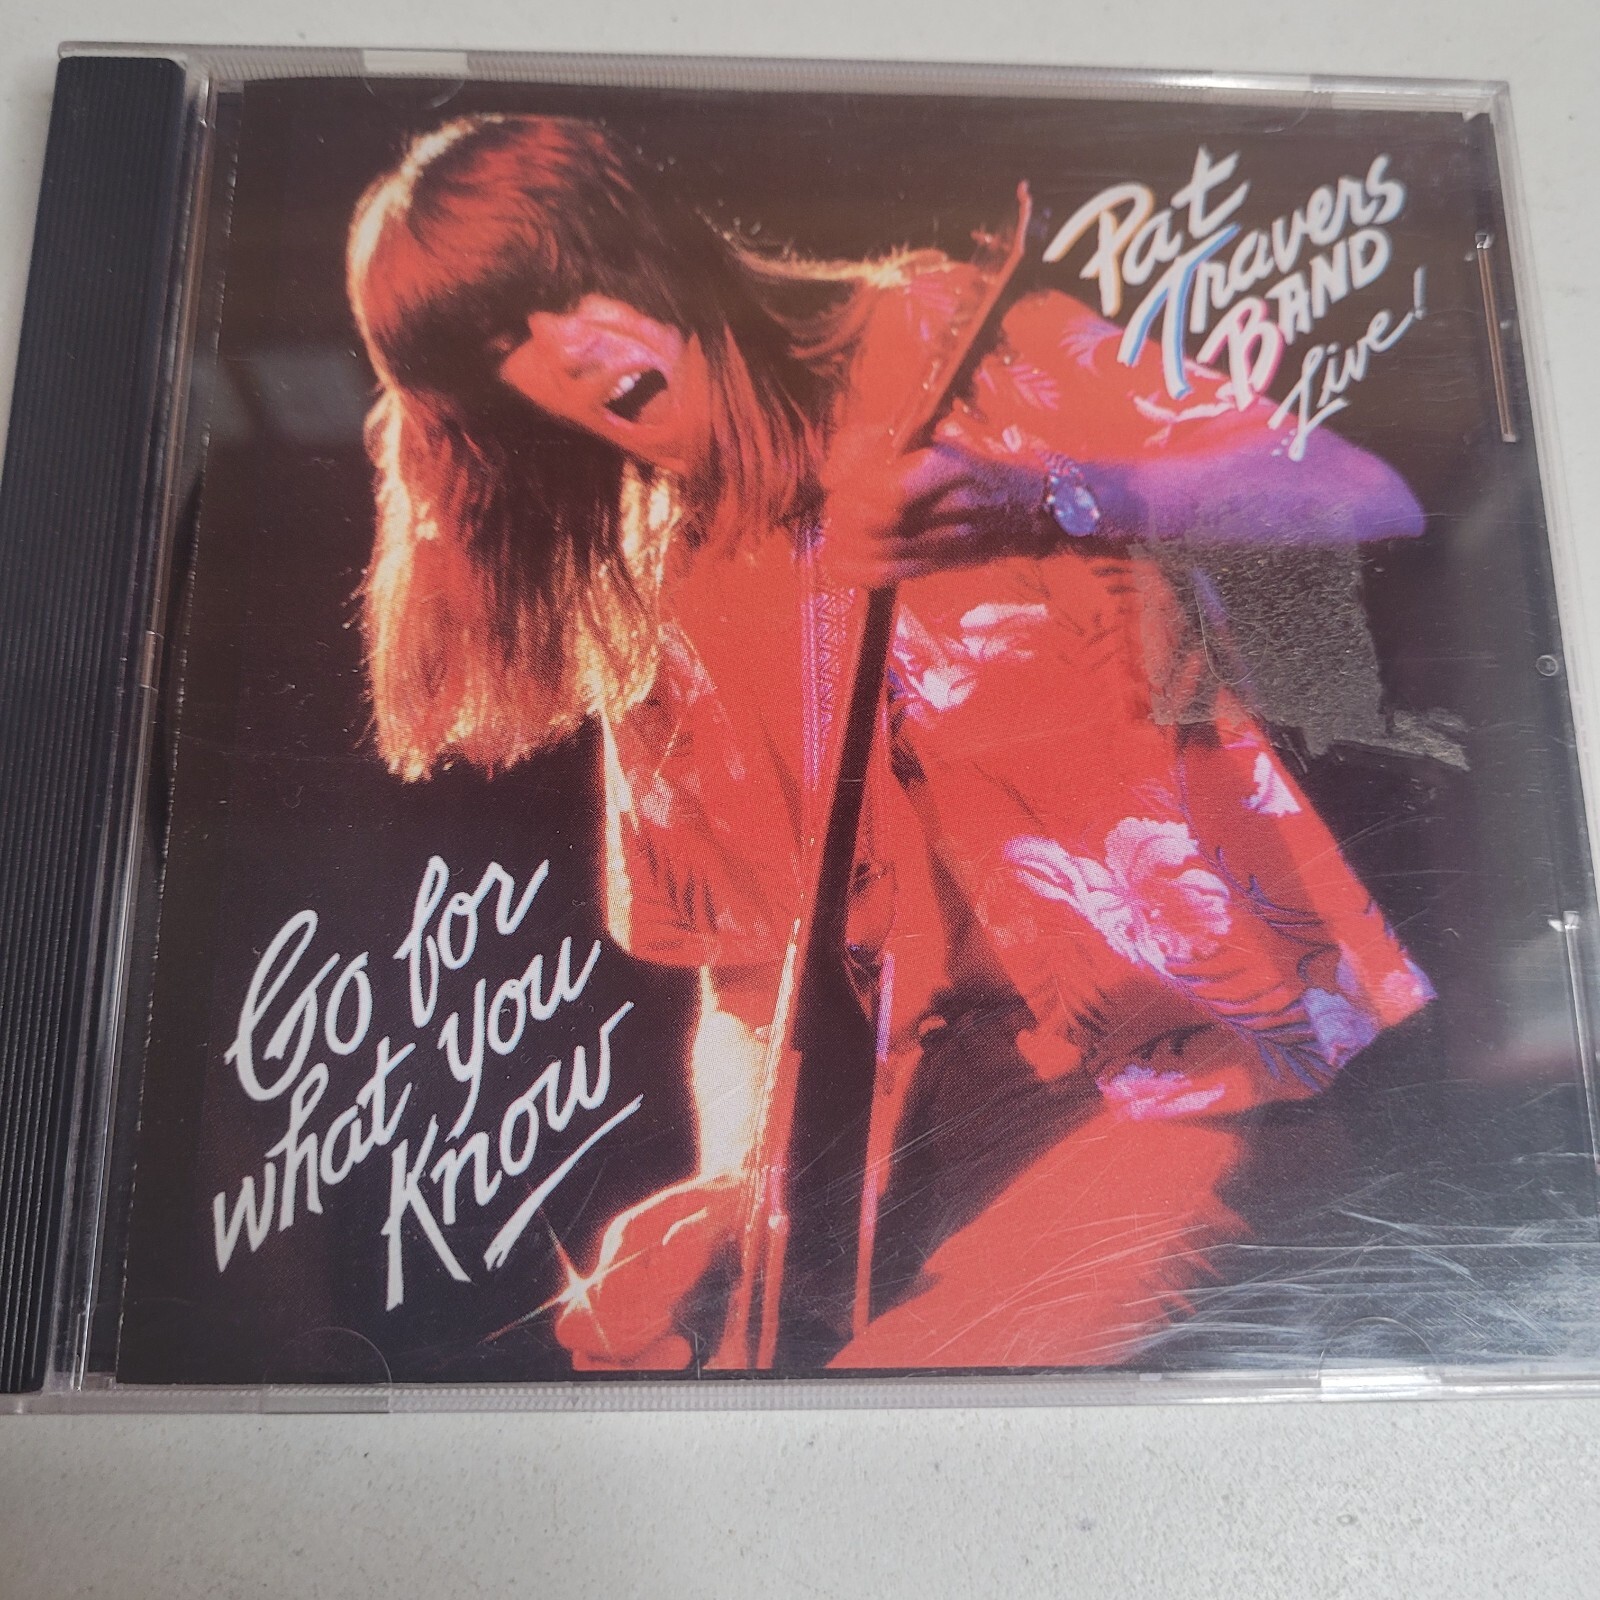 Pat
Travers
BAND
Live!
Go for
what you
Know